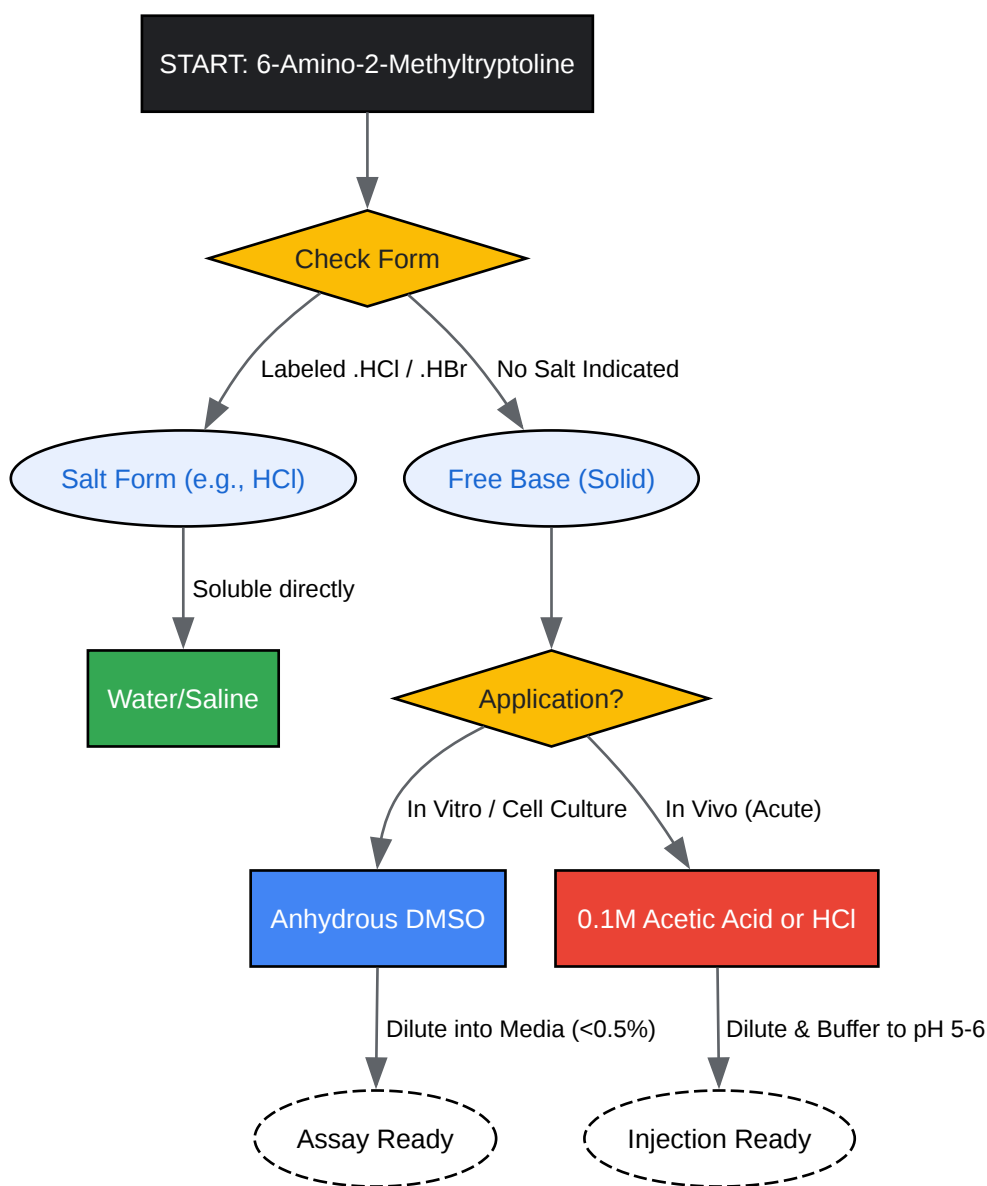 START: 6-Amino-2-Methyltryptoline
Check Form
Labeled .HCl / .HBr
No Salt Indicated
Salt Form (e.g., HCl)
Free Base (Solid)
Soluble directly
Water/Saline
Application?
In Vitro / Cell Culture
In Vivo (Acute)
Anhydrous DMSO
0.1M Acetic Acid or HCl
Dilute into Media (<0.5%)
Dilute & Buffer to pH 5-6
Assay Ready
Injection Ready